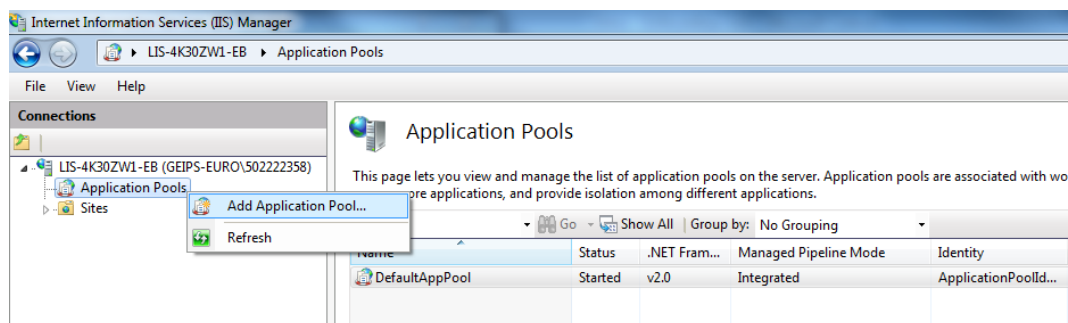 Internet Information Services (IIS) Manager
LIS-4K30ZW1-EB Application Pools
File View Help
Connections
LIS-4K30ZW1-EB (GEIPS-EURO\502222358)
Application Pools
Sites
Add Application Pool...
Refresh
Application Pools
This page lets you view and manage the list of application pools on the server. Application pools are associated with wo
ore applications, and provide isolation among different applications.
Go Show All Group by: No Grouping
Name Status .NET Fram... Managed Pipeline Mode Identity
DefaultAppPool Started v2.0 Integrated ApplicationPoolId...